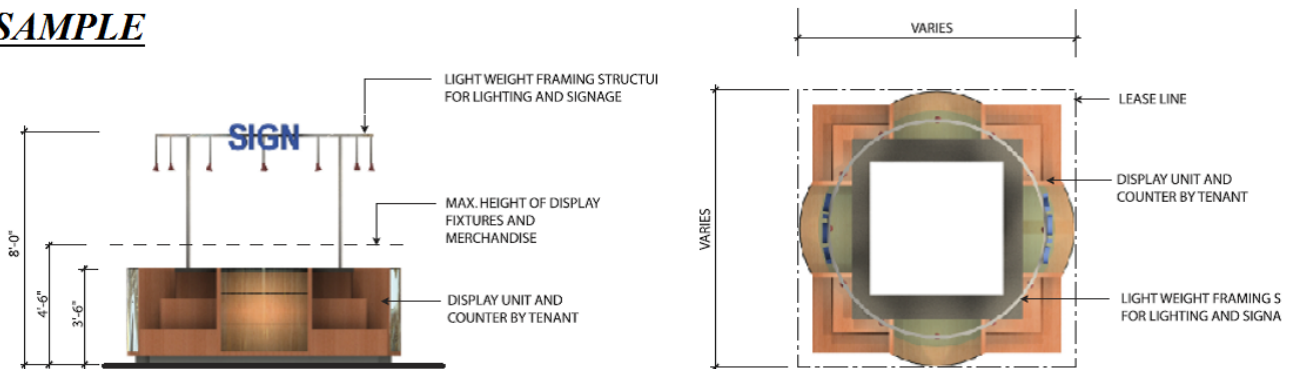 SAMPLE
LIGHT WEIGHT FRAMING STRUCTUI
FOR LIGHTING AND SIGNAGE
SIGN
MAX. HEIGHT OF DISPLAY
FIXTURES AND
MERCHANDISE
8'-0"
4'-6"
3'-6"
DISPLAY UNIT AND
COUNTER BY TENANT
VARIES
LEASE LINE
DISPLAY UNIT AND
COUNTER BY TENANT
VARIES
LIGHT WEIGHT FRAMING S
FOR LIGHTING AND SIGNA